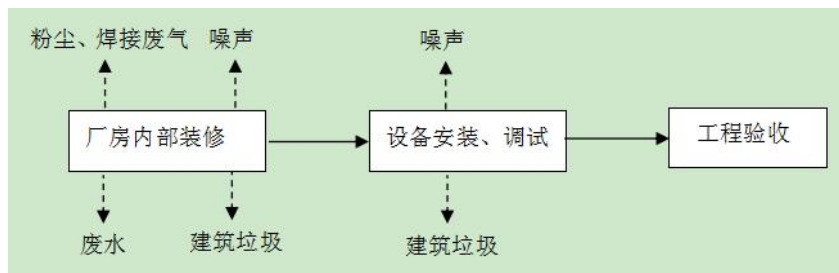 粉尘、焊接废气 噪声 噪声
厂房内部装修 设备安装、调试 工程验收
废水 建筑垃圾 建筑垃圾